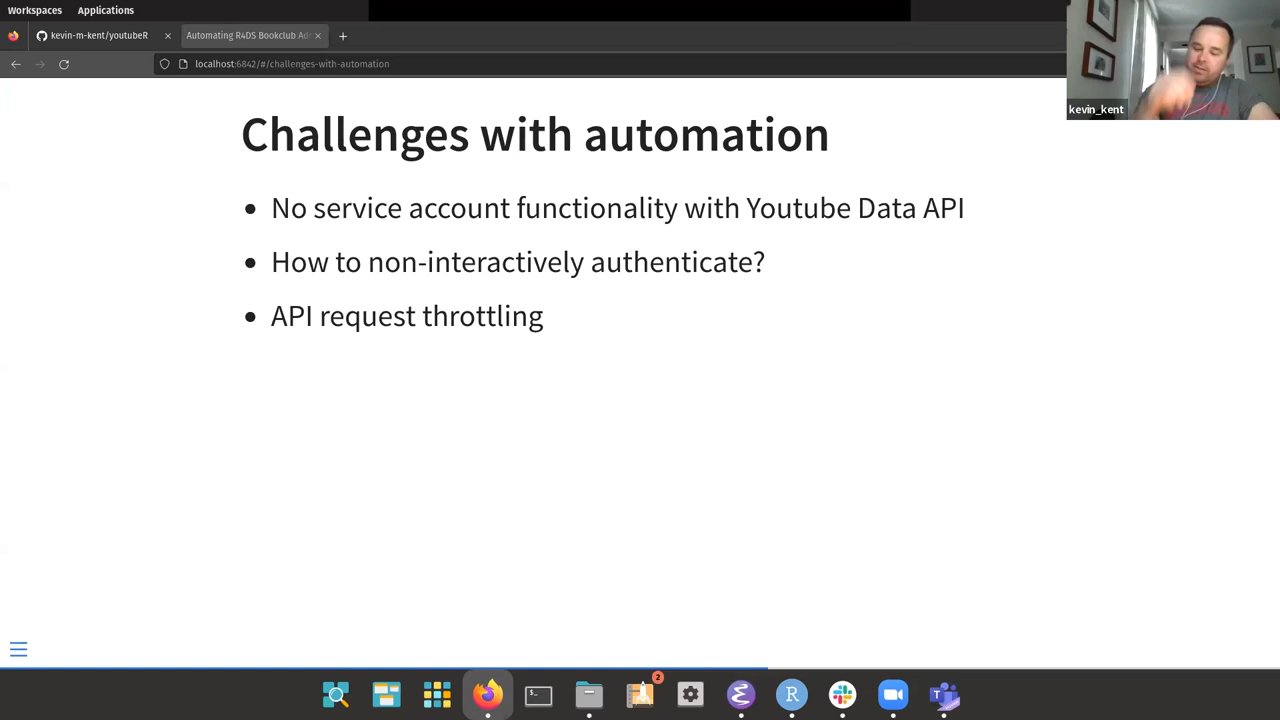 Workspaces Applications
kevin-m-kent/youtubeR
Automating R4DS Bookclub Ad
localhost:6842/#/challenges-with-automation
kevin_kent
Challenges with automation
• No service account functionality with Youtube Data API
• How to non-interactively authenticate?
• API request throttling
2
R